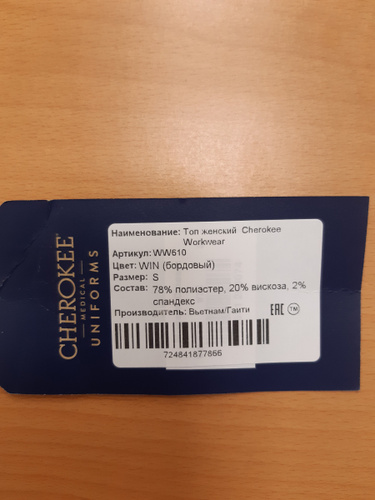 CHEROKEE
MEDICAL
UNIFORMS
Наименование: Топ женский Cherokee
Workwear
Артикул: WW610
Цвет: WIN (бордовый)
Размер: S
Состав: 78% полиэстер, 20% вискоза, 2%
спандекс
Производитель: Вьетнам/Гаити
EAC TM
724841877866